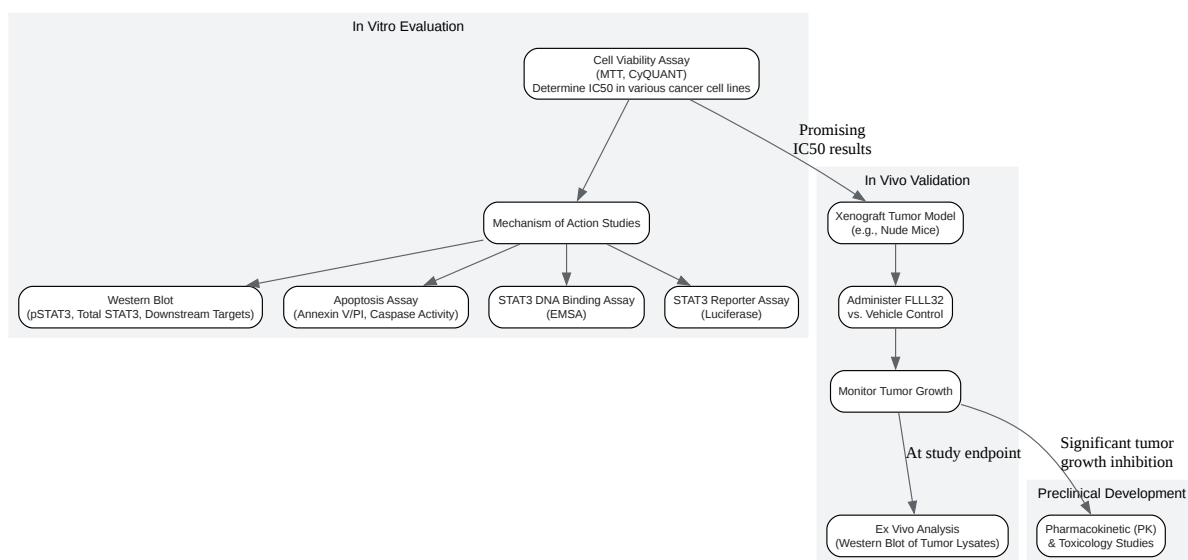 In Vitro Evaluation
Cell Viability Assay
(MTT, CyQUANT)
Determine IC50 in various cancer cell lines
Promising
IC50 results
In Vivo Validation
Mechanism of Action Studies
Xenograft Tumor Model
(e.g., Nude Mice)
Western Blot
(pSTAT3, Total STAT3, Downstream Targets)
Apoptosis Assay
(Annexin V/PI, Caspase Activity)
STAT3 DNA Binding Assay
(EMSA)
STAT3 Reporter Assay
(Luciferase)
Administer FLLL32
vs. Vehicle Control
Monitor Tumor Growth
At study endpoint
Significant tumor
growth inhibition
Preclinical Development
Ex Vivo Analysis
(Western Blot of Tumor Lysates)
Pharmacokinetic (PK)
& Toxicology Studies